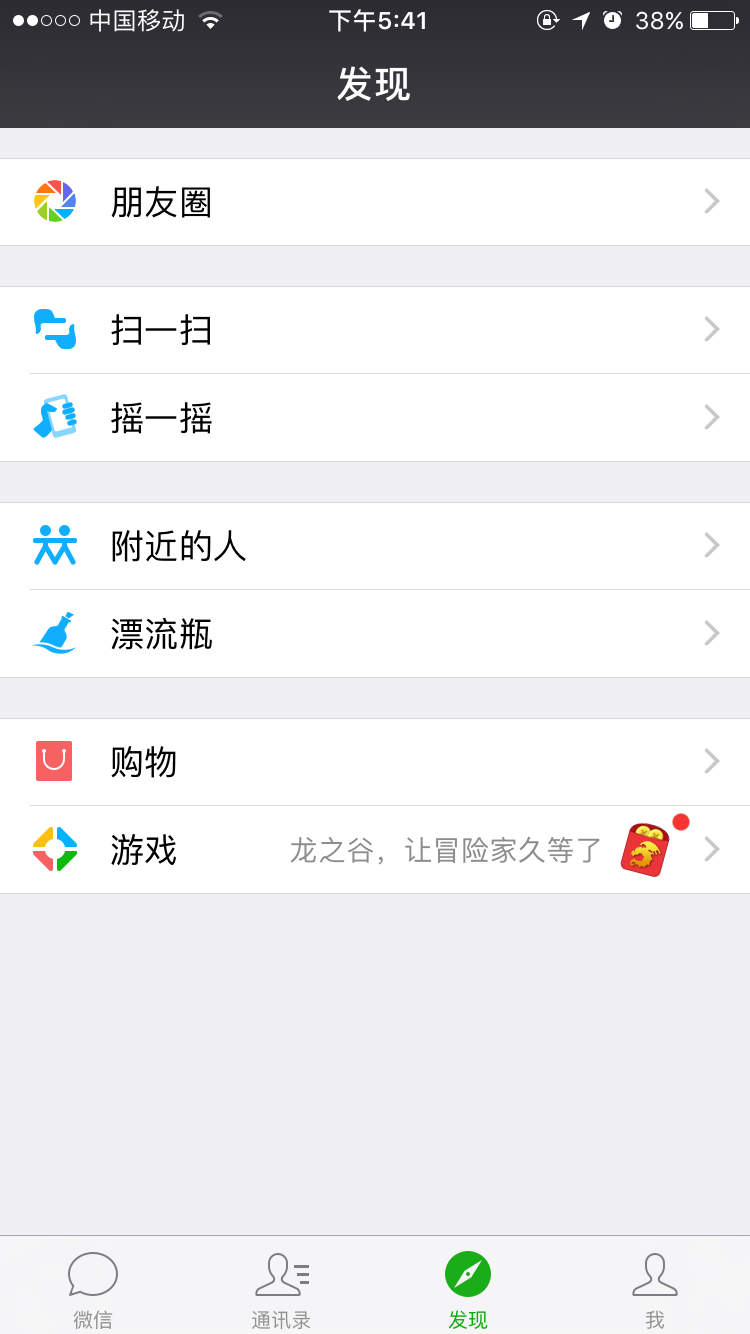 中国移动 下午5:41 38%
发现
朋友圈
扫一扫
摇一摇
附近的人
漂流瓶
购物
游戏 龙之谷，让冒险家久等了
微信 通讯录 发现 我